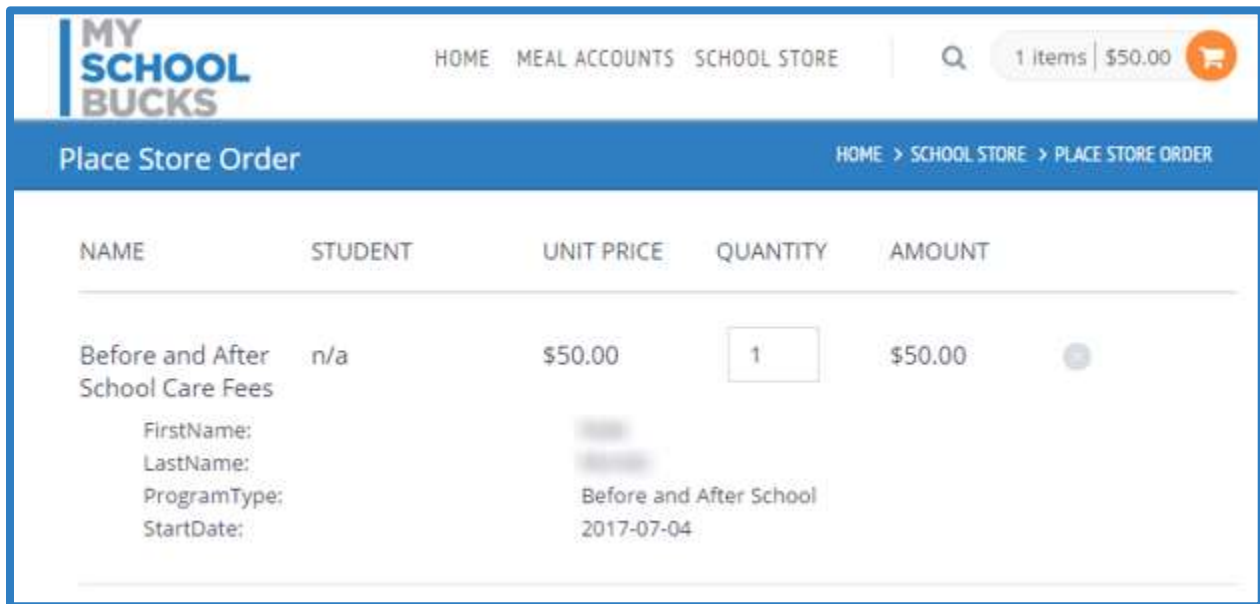 MY
SCHOOL
BUCKS
HOME MEAL ACCOUNTS SCHOOL STORE 1 items $50.00
Place Store Order HOME > SCHOOL STORE > PLACE STORE ORDER
NAME STUDENT UNIT PRICE QUANTITY AMOUNT
Before and After n/a $50.00 1 $50.00
School Care Fees
FirstName:
LastName:
ProgramType: Before and After School
StartDate: 2017-07-04